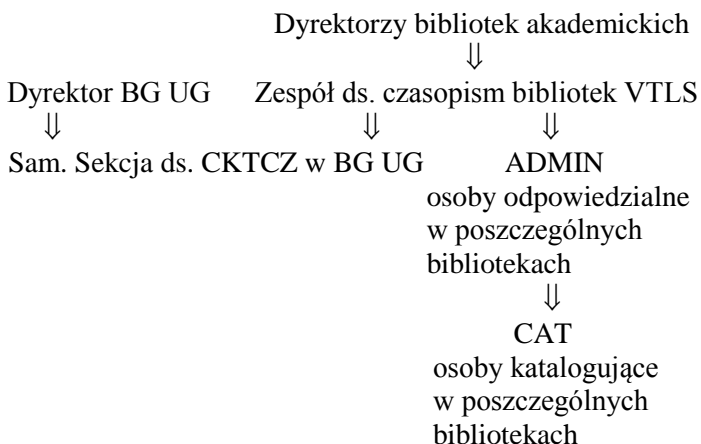 Dyrektorzy bibliotek akademickich
⇓
Dyrektor BG UG Zespół ds. czasopism bibliotek VTLS
⇓ ⇓ ⇓
Sam. Sekcja ds. CKTCZ w BG UG ADMIN
osoby odpowiedzialne
w poszczególnych
bibliotekach
⇓
CAT
osoby katalogujące
w poszczególnych
bibliotekach